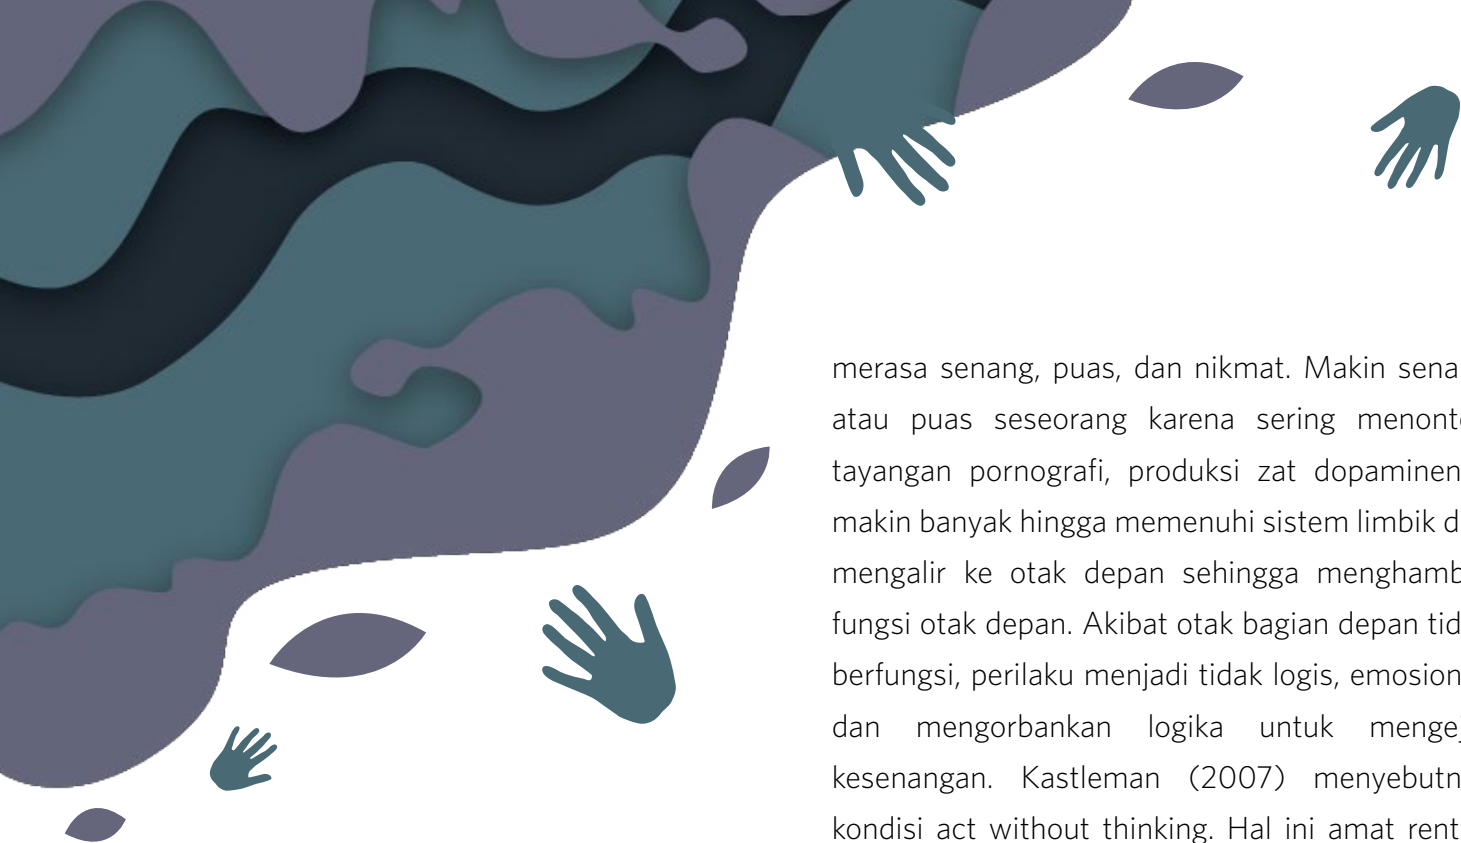 merasa senang, puas, dan nikmat. Makin sena
atau puas seseorang karena sering menont
tayangan pornografi, produksi zat dopaminen
makin banyak hingga memenuhi sistem limbik d
mengalir ke otak depan sehingga menghamb
fungsi otak depan. Akibat otak bagian depan tid
berfungsi, perilaku menjadi tidak logis, emosion
dan mengorbankan logika untuk mengej
kesenangan. Kastleman (2007) menyebutn
kondisi act without thinking. Hal ini amat rent